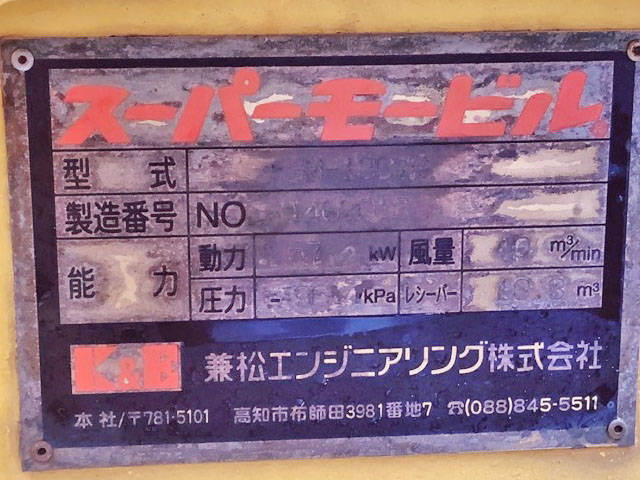 スーパーモービル
型 式
製造番号 NO
能 力 動力 kW 風量 m³/min
圧力 - kPa レシーバー m³
K&E 兼松エンジニアリング株式会社
本社/〒781-5101 高知市布師田3981番地7 ☎(088)845-5511